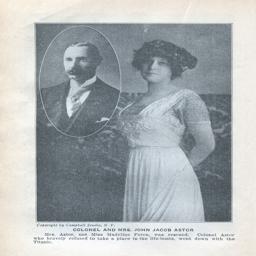 Copyright by Campbell Studio, N. Y.
COLONEL AND MRS. JOHN JACOB ASTOR
Mrs. Astor, nee Miss Madeline Force, was rescued. Colonel Astor
who bravely refused to take a place in the life-boats, went down with the
Titanic.